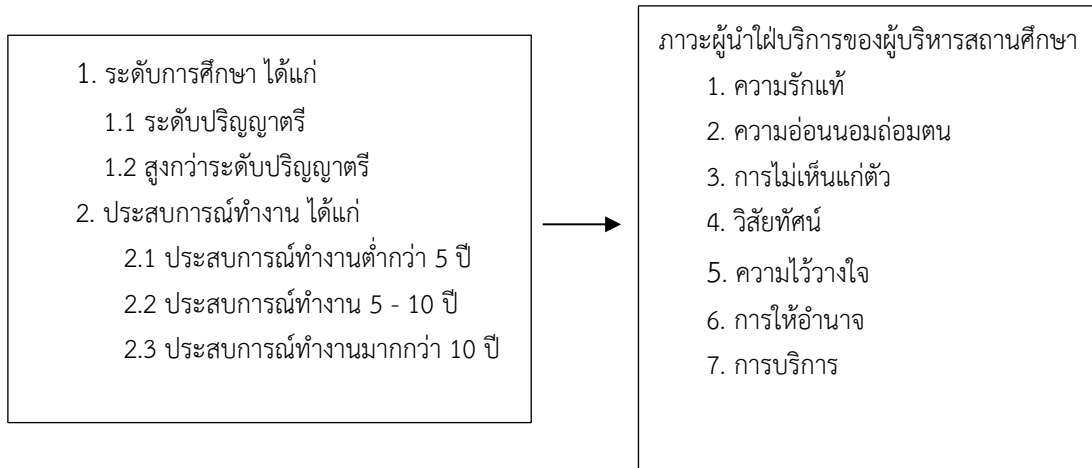 1. ระดับการศึกษา ได้แก่
1.1 ระดับปริญญาตรี
1.2 สูงกว่าระดับปริญญาตรี
2. ประสบการณ์ทำงาน ได้แก่
2.1 ประสบการณ์ทำงานต่ำกว่า 5 ปี
2.2 ประสบการณ์ทำงาน 5 - 10 ปี
2.3 ประสบการณ์ทำงานมากกว่า 10 ปี
ภาวะผู้นำใฝ่บริการของผู้บริหารสถานศึกษา
1. ความรักแท้
2. ความอ่อนนอมถ่อมตน
3. การไม่เห็นแก่ตัว
4. วิสัยทัศน์
5. ความไว้วางใจ
6. การให้อำนาจ
7. การบริการ